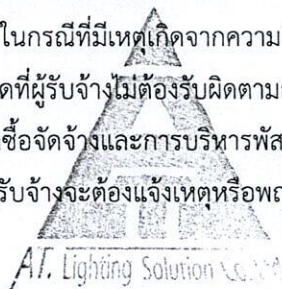 ในกรณีที่มีเหตุเกิดจากความ
ดที่ผู้รับจ้างไม่ต้องรับผิดตาม
ซื้อจัดจ้างและการบริหารพัส
รับจ้างจะต้องแจ้งเหตุหรือพฤ
AT. Lighting Solution Co.,Ltd